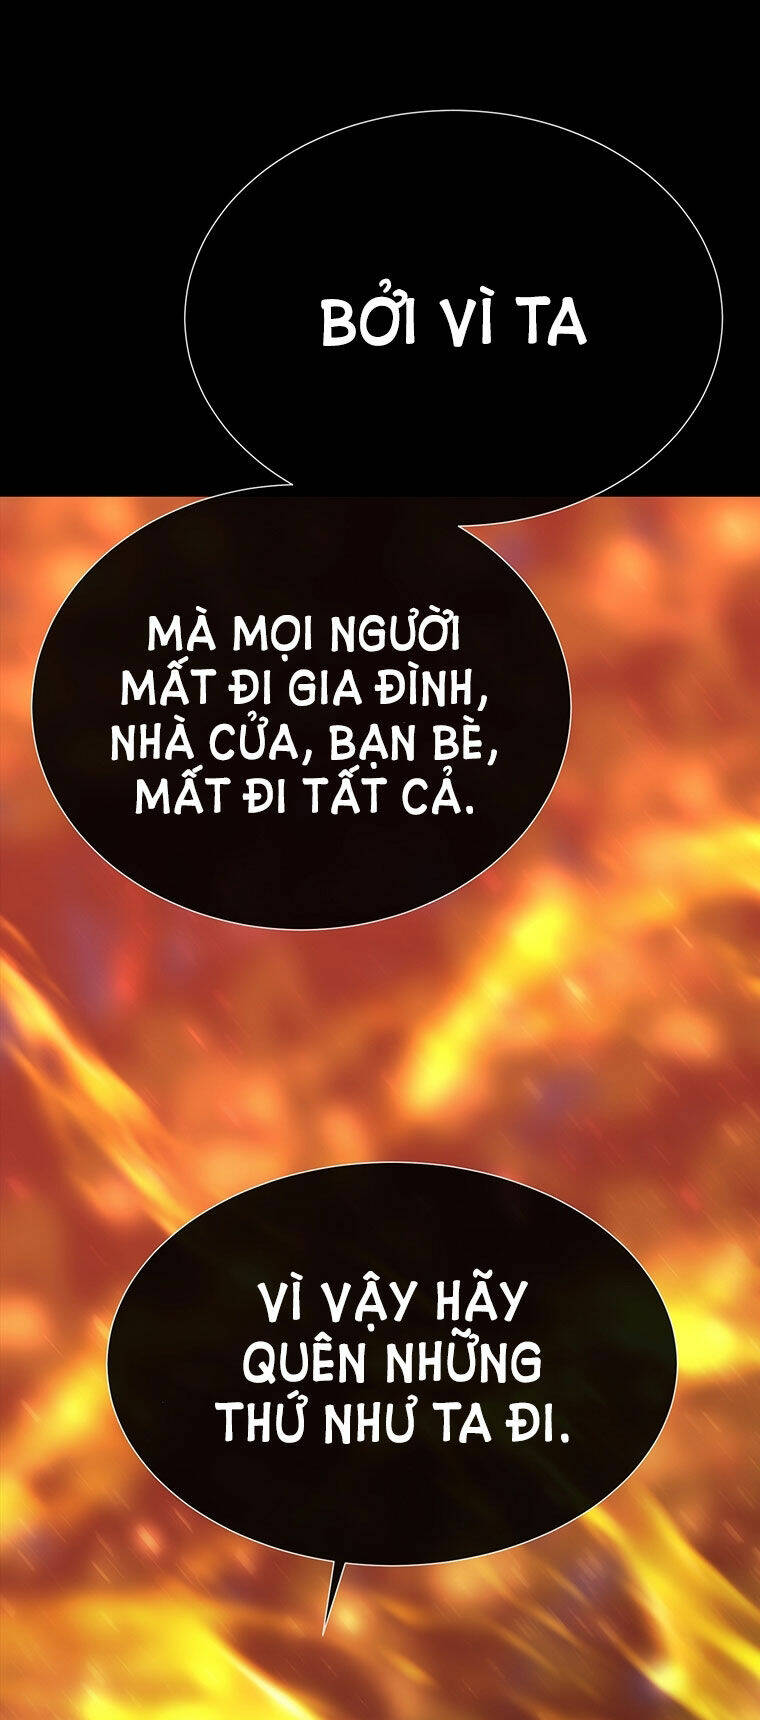 BỞI VÌ TA
MÀ MỌI NGƯỜI
MẤT ĐI GIA ĐÌNH,
NHÀ CỬA, BẠN BÈ,
MẤT ĐI TẤT CẢ.
VÌ VẬY HÃY
QUÊN NHỮNG
THỨ NHƯ TA ĐI.